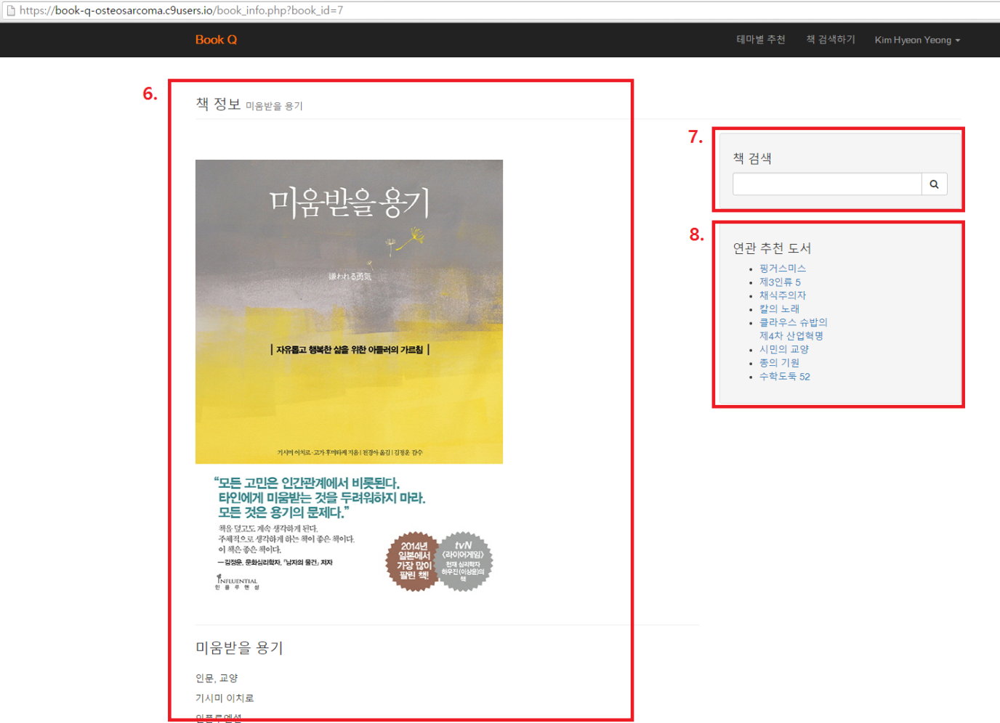 https://book-q-osteosarcoma.c9users.io/book_info.php?book_id=7
Book Q
테마별 추천
책 검색하기
Kim Hyeon Yeong
6.
책 정보 미움받을 용기
미움받을 용기
嫌われる勇気
| 자유롭고 행복한 삶을 위한 아들러의 가르침 |
기시미 이치로·고가 후미타케 지음 | 전경아 옮김 | 김정운 감수
“모든 고민은 인간관계에서 비롯된다.
타인에게 미움받는 것을 두려워하지 마라.
모든 것은 용기의 문제다.”
책을 덮고도 계속 생각하게 된다.
주체적으로 생각하게 하는 책이 좋은 책이다.
이 책은 좋은 책이다.
—김정운, 문화심리학자, 『남자의 물건』 저자
INFLUENTIAL
인플루엔셜
2014년
일본에서
가장 많이
팔린 책!
tvN
〈라이어게임〉
천재 심리학자
하우진(이상윤)의
책
미움받을 용기
인문, 교양
기시미 이치로
인플루엔셜
7.
책 검색
8.
연관 추천 도서
핑거스미스
제3인류 5
채식주의자
칼의 노래
클라우스 슈밥의
제4차 산업혁명
시민의 교양
종의 기원
수학도둑 52